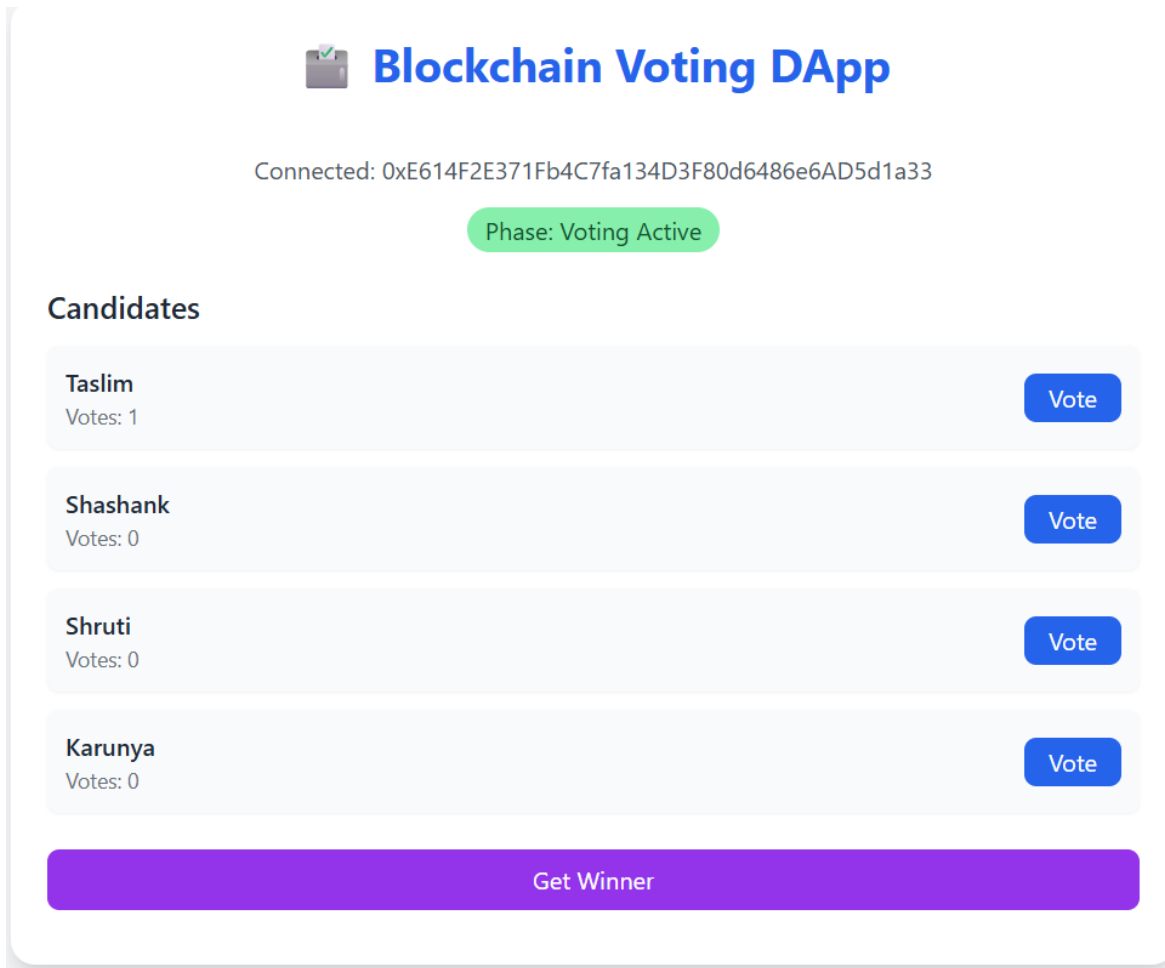 Blockchain Voting DApp
Connected: 0xE614F2E371Fb4C7fa134D3F80d6486e6AD5d1a33
Phase: Voting Active
Candidates
Taslim
Votes: 1
Vote
Shashank
Votes: 0
Vote
Shruti
Votes: 0
Vote
Karunya
Votes: 0
Vote
Get Winner